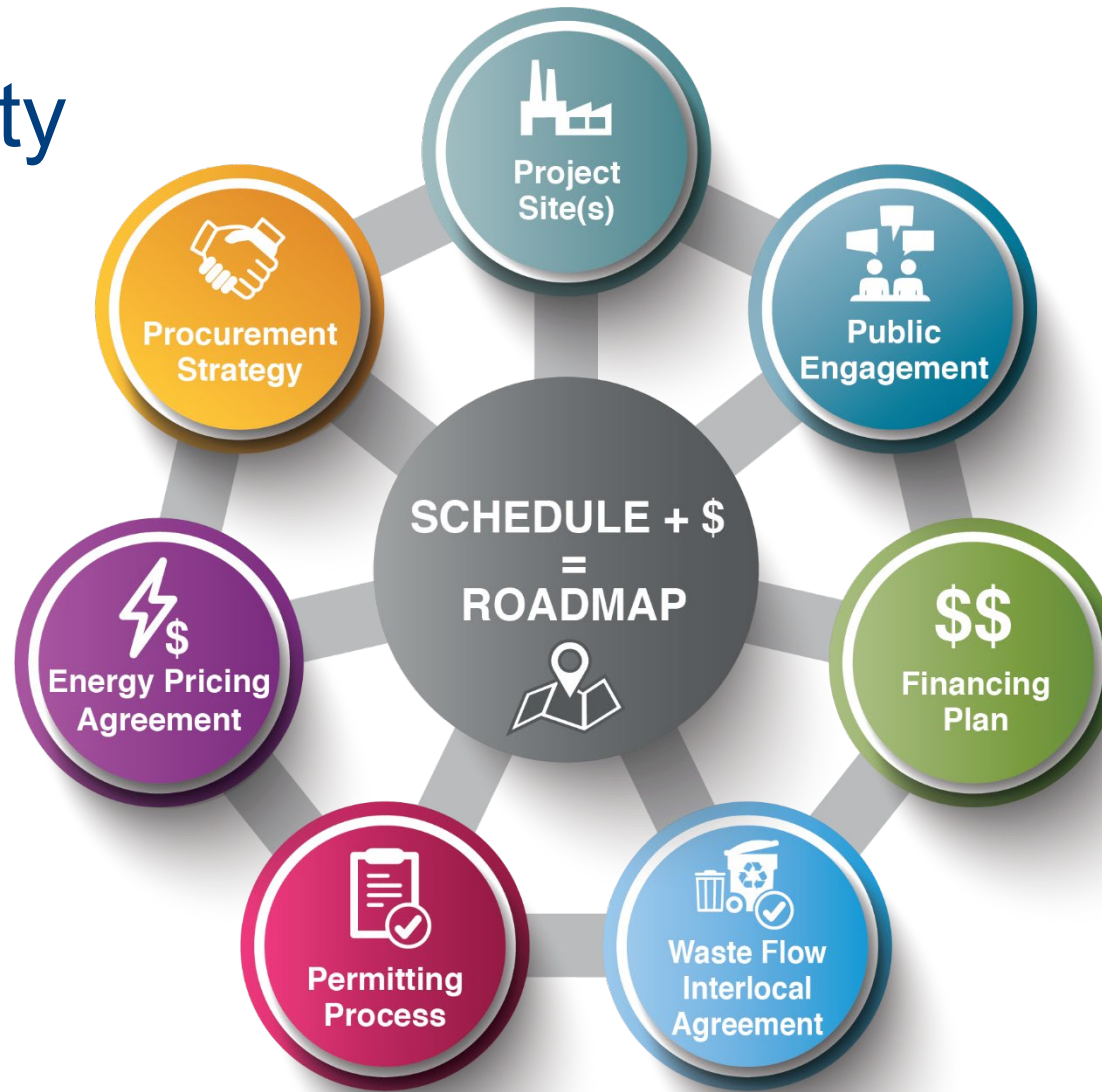 ty
Project
Site(s)
Public
Engagement
$$
Financing
Plan
Waste Flow
Interlocal
Agreement
Permitting
Process
$
Energy Pricing
Agreement
Procurement
Strategy
SCHEDULE + $
=
ROADMAP